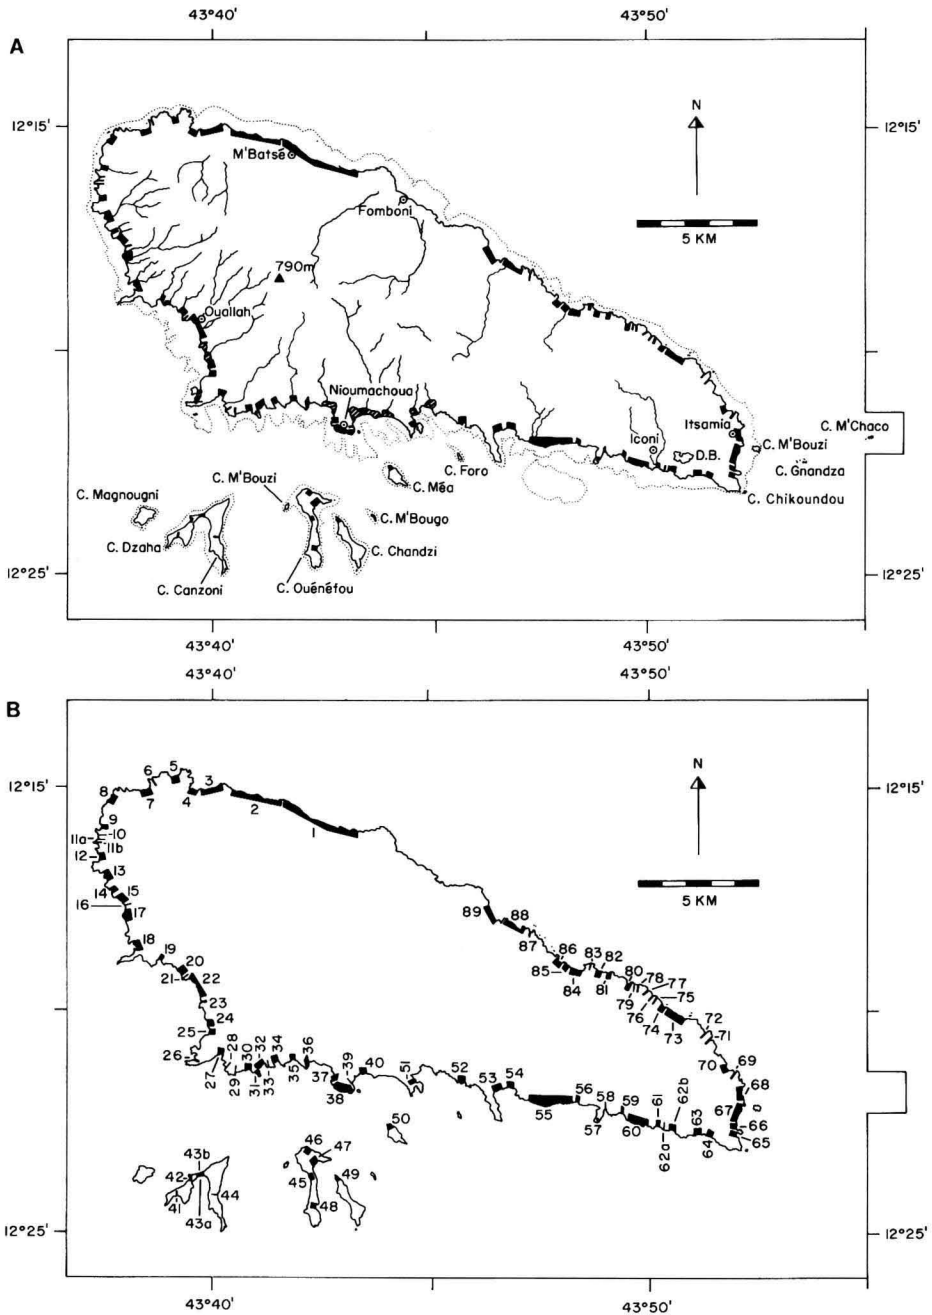 43°40' 43°50'
A
12°15' 12°15'
N
M'Batsé
Fomboni
5 KM
790m
Ouallah
Nioumachoua
Itsamia
C. M'Chaco
Iconi
D.B.
C. M'Bouzi
C. Gnandza
C. Foro
C. Méa
C. Chikoundou
C. Magnougni
C. M'Bouzi
C. M'Bougo
C. Dzaha
C. Chandzi
C. Canzoni
C. Ouénéfou
12°25' 12°25'
43°40' 43°50'
43°40' 43°50'
B
N
12°15' 12°15'
5
6
3
8
7
4
2
9
10
1
11a
11b
12
13
14
15
16
17
5 KM
89
88
87
18
19
20
21
22
86
83
82
85
84
81
80
78
77
79
76
75
74
73
23
24
25
72
71
26
27
28
29
30
31
32
33
34
35
36
37
38
39
40
51
52
53
54
70
69
68
67
66
65
55
56
57
58
59
60
61
62a
62b
63
64
50
46
47
45
48
49
43b
42
41
43a
44
12°25' 12°25'
43°40' 43°50'